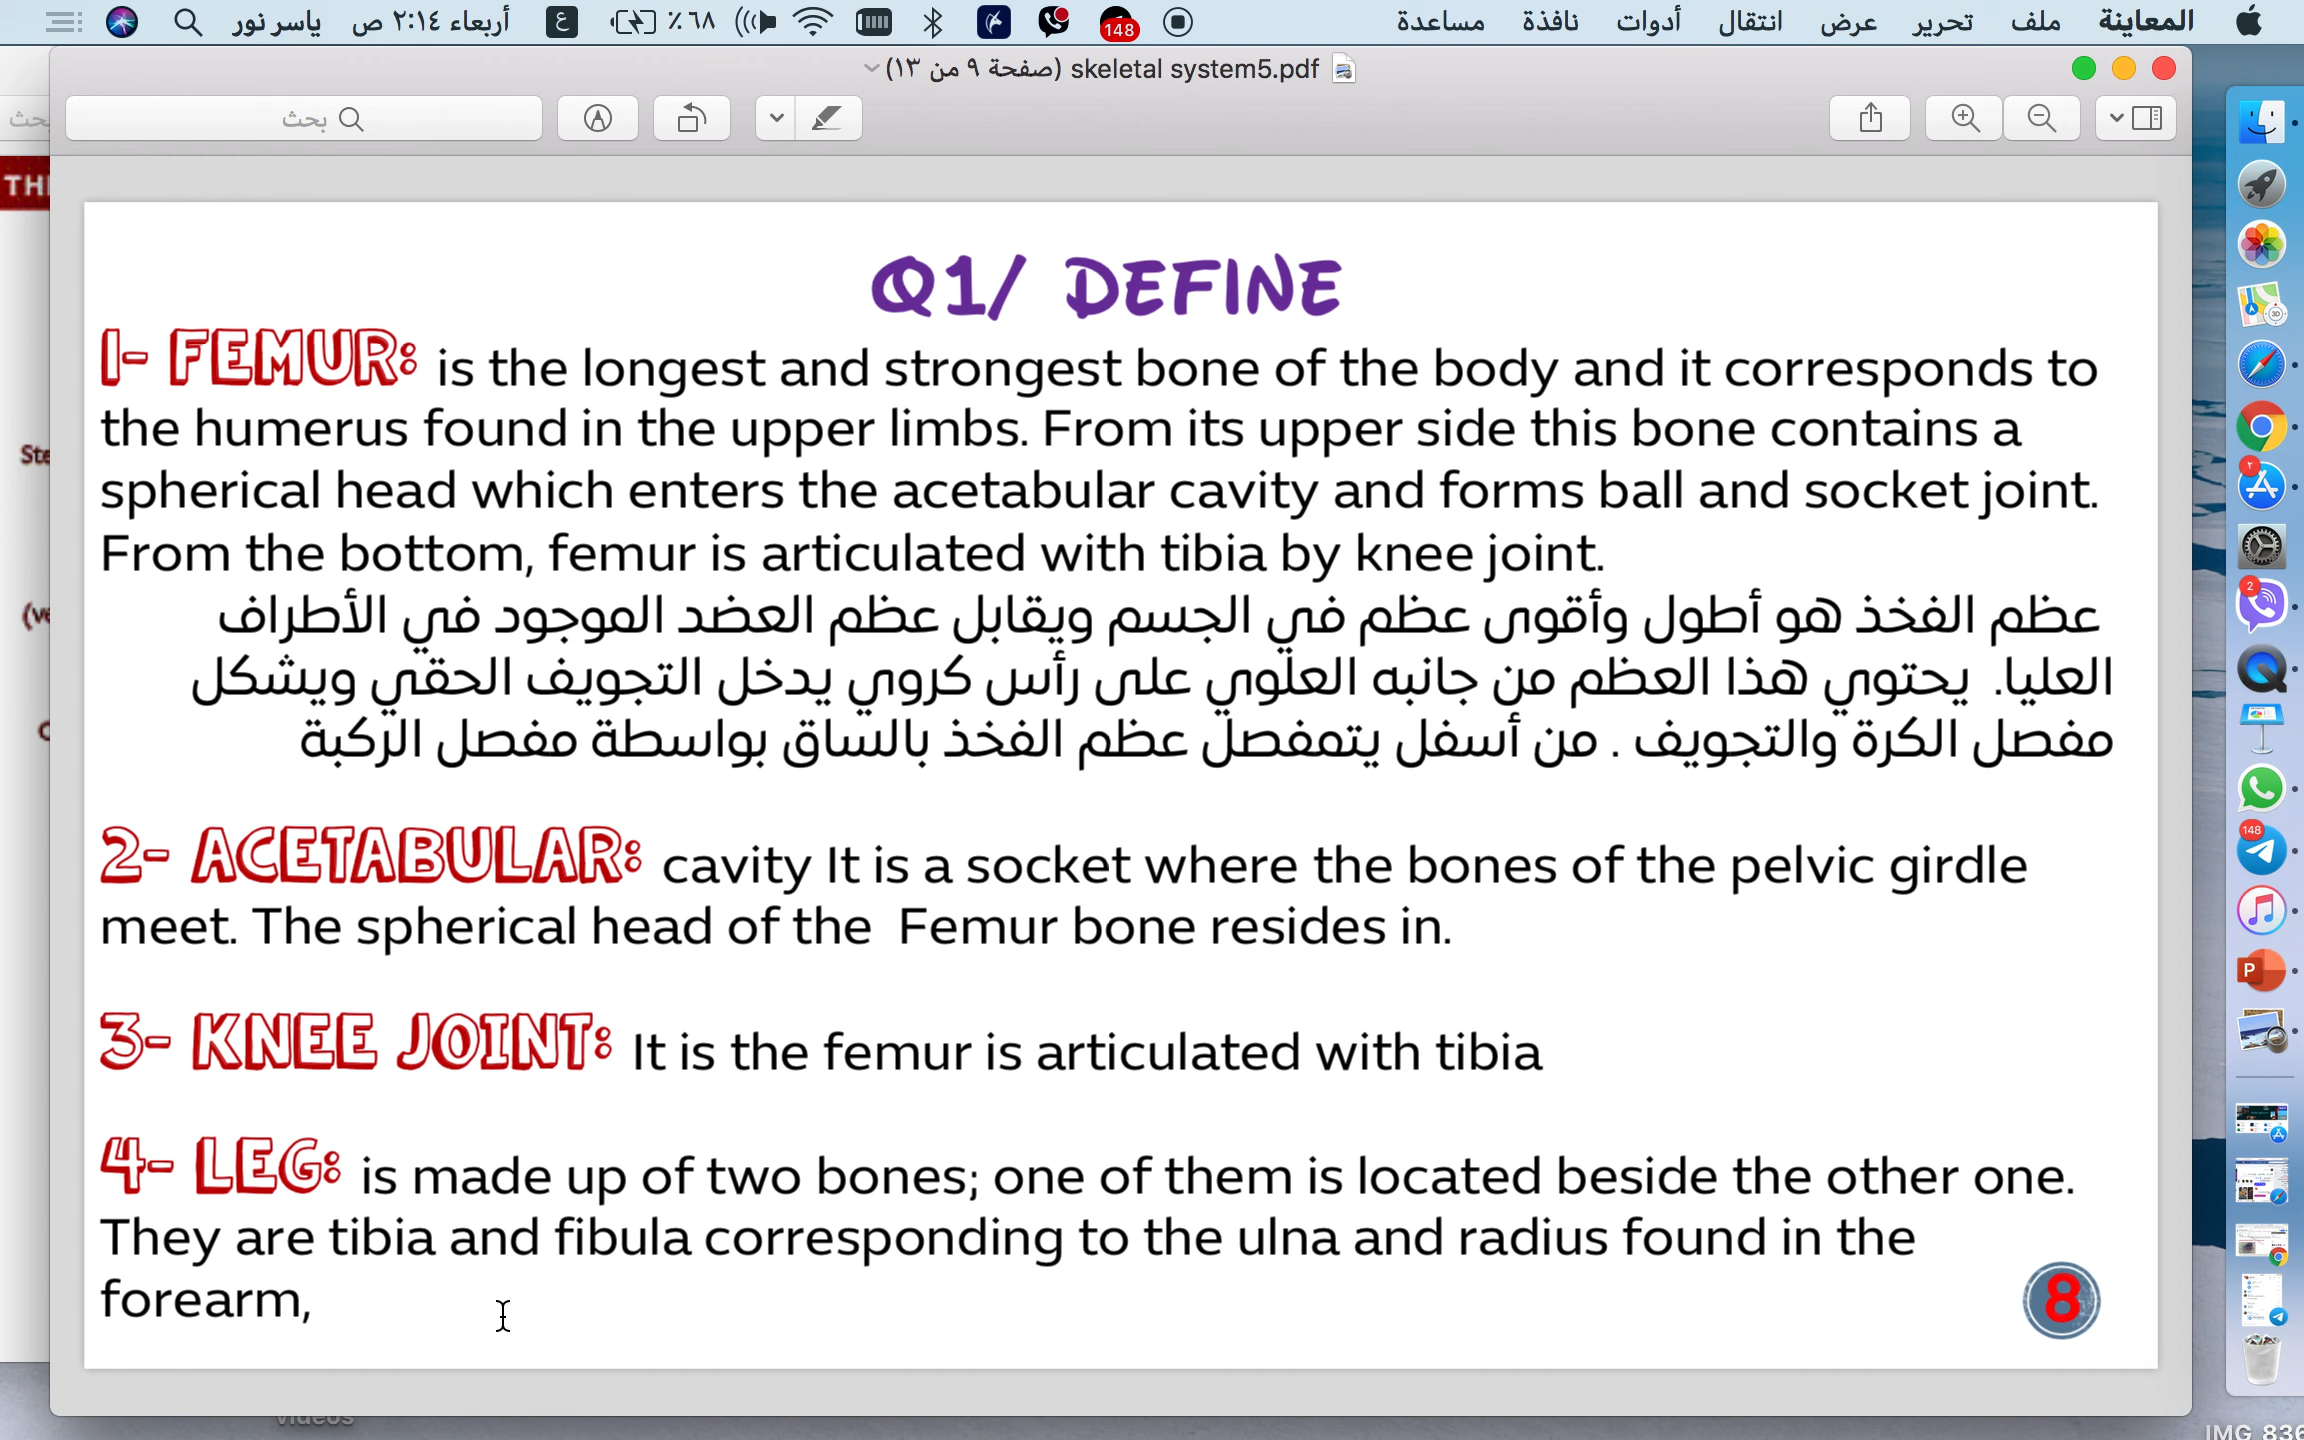 المعاينة ملف تحرير عرض انتقال أدوات نافذة مساعدة
148
٦٨ ٪
ع
أربعاء ٢:١٤ ص
ياسر نور
skeletal system5.pdf (صفحة ٩ من ١٣)
بحث
Q1/ DEFINE
1- FEMUR: is the longest and strongest bone of the body and it corresponds to
the humerus found in the upper limbs. From its upper side this bone contains a
spherical head which enters the acetabular cavity and forms ball and socket joint.
From the bottom, femur is articulated with tibia by knee joint.
عظم الفخذ هو أطول وأقوى عظم في الجسم ويقابل عظم العضد الموجود في الأطراف
العليا. يحتوي هذا العظم من جانبه العلوي على رأس كروي يدخل التجويف الحقي ويشكل
مفصل الكرة والتجويف . من أسفل يتمفصل عظم الفخذ بالساق بواسطة مفصل الركبة
2- ACETABULAR: cavity It is a socket where the bones of the pelvic girdle
meet. The spherical head of the Femur bone resides in.
3- KNEE JOINT: It is the femur is articulated with tibia
4- LEG: is made up of two bones; one of them is located beside the other one.
They are tibia and fibula corresponding to the ulna and radius found in the
forearm,
8
3D
٢
2
148
P
videos